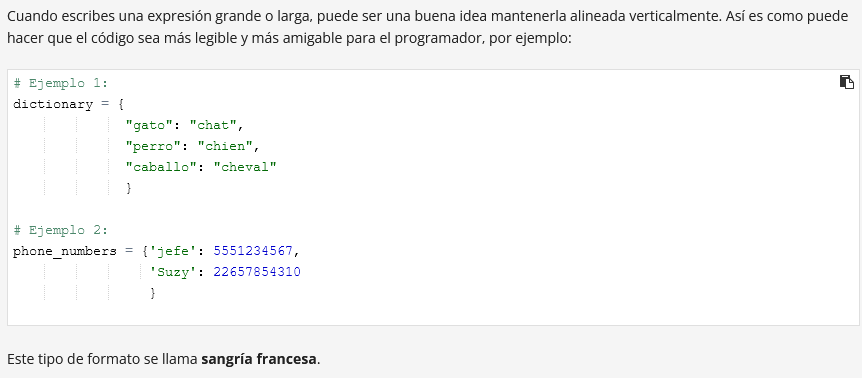 Cuando escribes una expresión grande o larga, puede ser una buena idea mantenerla alineada verticalmente. Así es como puede
hacer que el código sea más legible y más amigable para el programador, por ejemplo:
# Ejemplo 1:
dictionary = {
              "gato": "chat",
              "perro": "chien",
              "caballo": "cheval"
              }
# Ejemplo 2:
phone_numbers = {'jefe': 5551234567,
                 'Suzy': 22657854310
                 }
Este tipo de formato se llama sangría francesa.